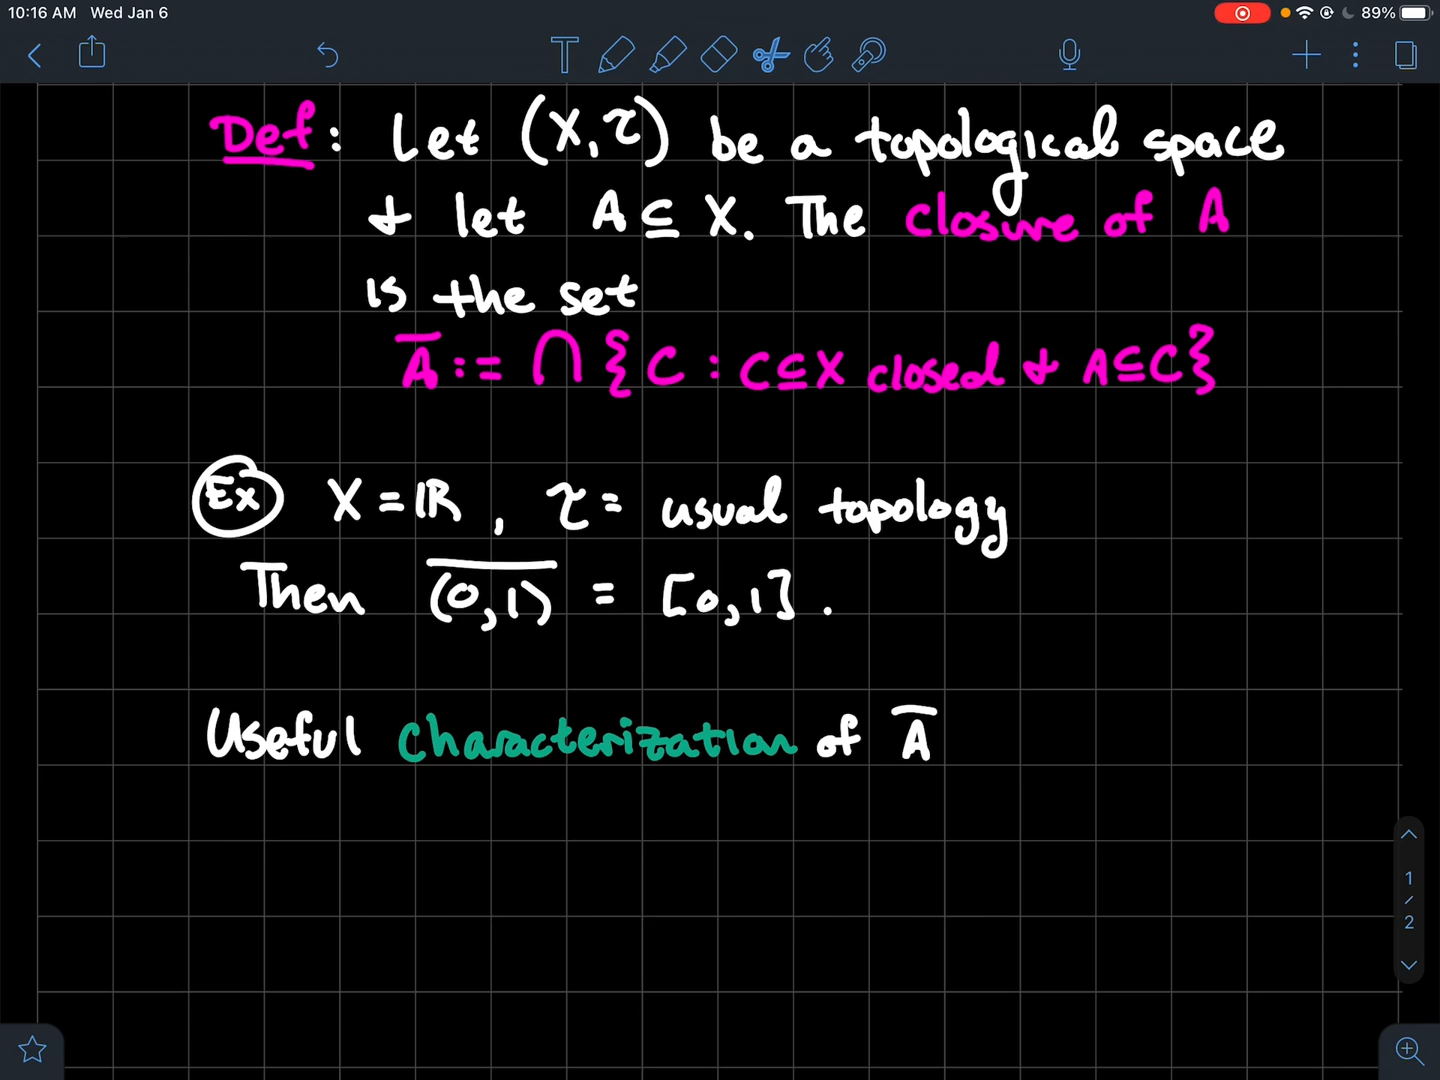 10:16 AM Wed Jan 6 89%
Def: Let (X,τ) be a topological space
& let A ⊆ X. The closure of A
is the set
A̅ := ∩ { C : C⊆X closed & A⊆C}
Ex X = ℝ, τ = usual topology
Then \overline{(0,1)} = [0,1].
Useful characterization of A̅
1
/
2